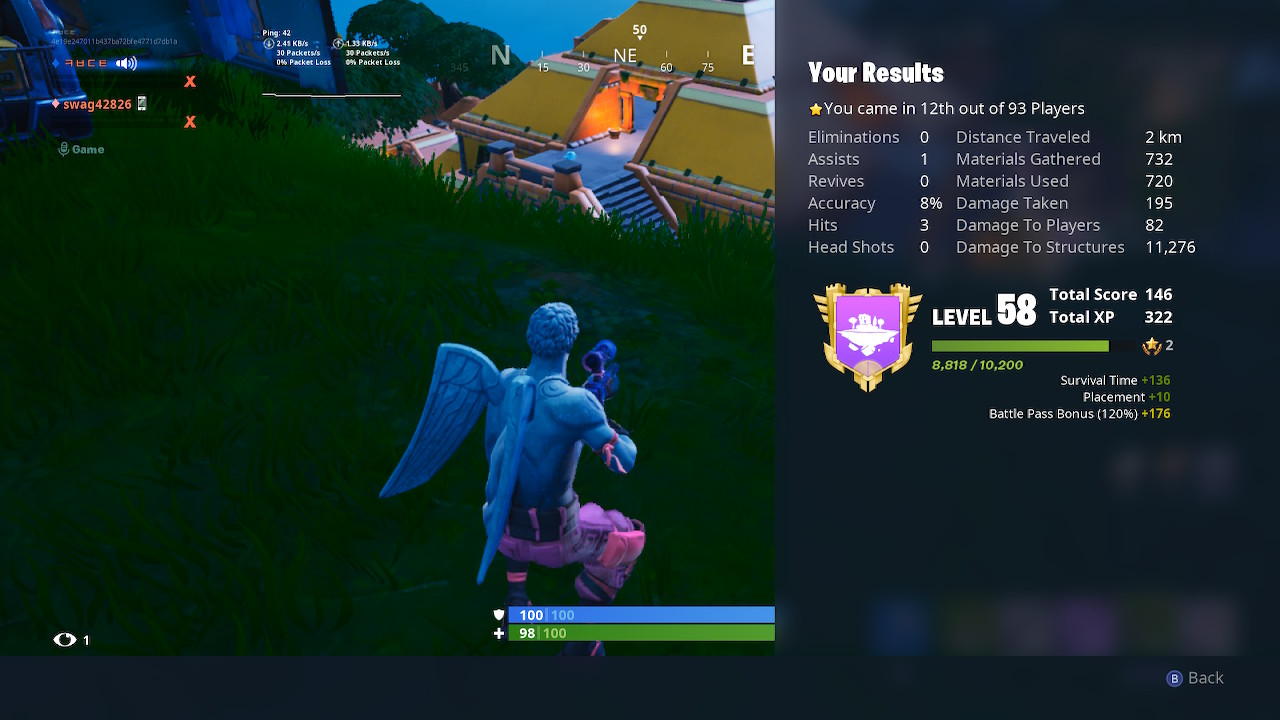 4e19e247011b437ba72bfe4771d7db1a
ㅋㅂㄷㅌ
X
swag42826
X
Game
Ping: 42
2.41 KB/s 1.33 KB/s
30 Packets/s 30 Packets/s
0% Packet Loss 0% Packet Loss
50
N NE E
345 15 30 60 75
100 100
98 100
1
Your Results
You came in 12th out of 93 Players
Eliminations 0 Distance Traveled 2 km
Assists 1 Materials Gathered 732
Revives 0 Materials Used 720
Accuracy 8% Damage Taken 195
Hits 3 Damage To Players 82
Head Shots 0 Damage To Structures 11,276
LEVEL 58
Total Score 146
Total XP 322
2
8,818 / 10,200
Survival Time +136
Placement +10
Battle Pass Bonus (120%) +176
B Back